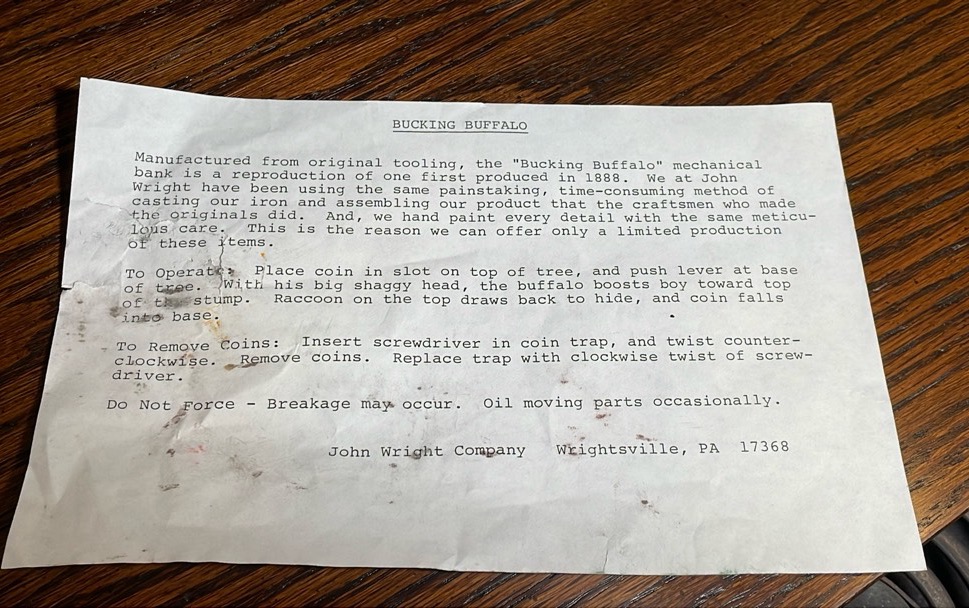 BUCKING BUFFALO
Manufactured from original tooling, the "Bucking Buffalo" mechanical
bank is a reproduction of one first produced in 1888. We at John
Wright have been using the same painstaking, time-consuming method of
casting our iron and assembling our product that the craftsmen who made
the originals did. And, we hand paint every detail with the same meticu-
lous care. This is the reason we can offer only a limited production
of these items.
To Operate: Place coin in slot on top of tree, and push lever at base
of tree. With his big shaggy head, the buffalo boosts boy toward top
of the stump. Raccoon on the top draws back to hide, and coin falls
into base.
To Remove Coins: Insert screwdriver in coin trap, and twist counter-
clockwise. Remove coins. Replace trap with clockwise twist of screw-
driver.
Do Not Force - Breakage may occur. Oil moving parts occasionally.
John Wright Company Wrightsville, PA 17368